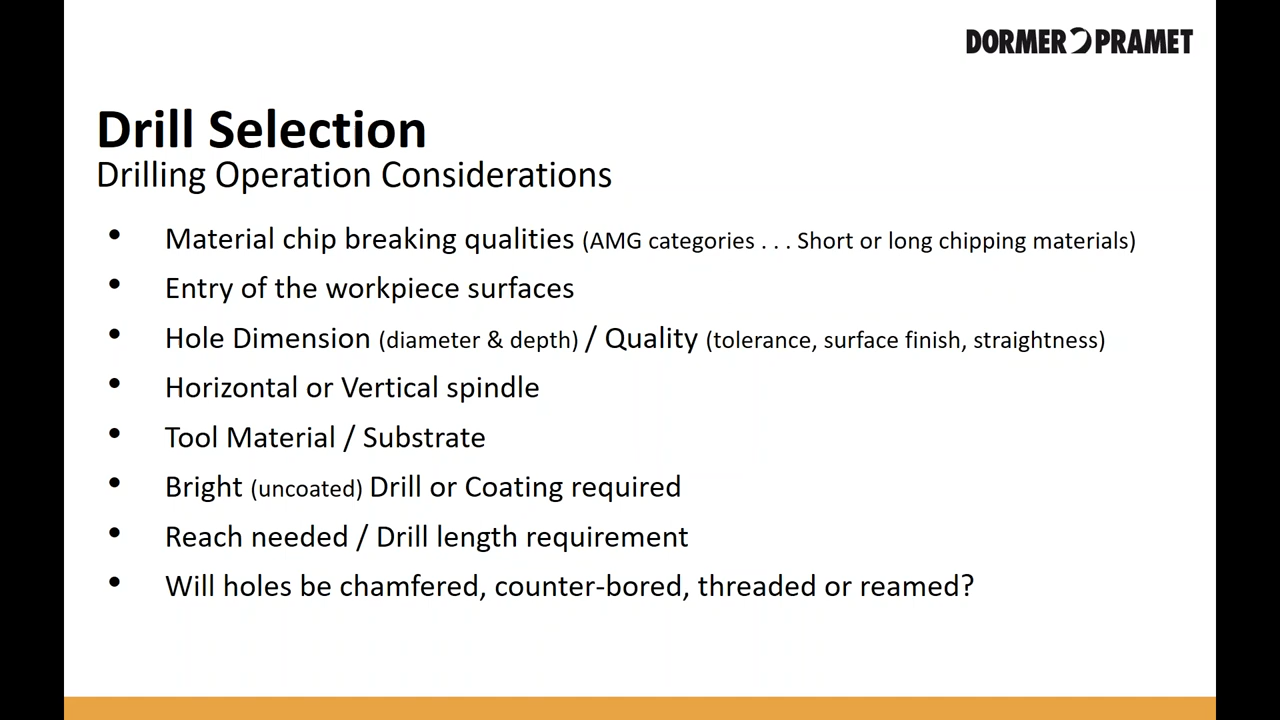 DORMER PRAMET
Drill Selection
Drilling Operation Considerations
• Material chip breaking qualities (AMG categories . . . Short or long chipping materials)
• Entry of the workpiece surfaces
• Hole Dimension (diameter & depth) / Quality (tolerance, surface finish, straightness)
• Horizontal or Vertical spindle
• Tool Material / Substrate
• Bright (uncoated) Drill or Coating required
• Reach needed / Drill length requirement
• Will holes be chamfered, counter-bored, threaded or reamed?